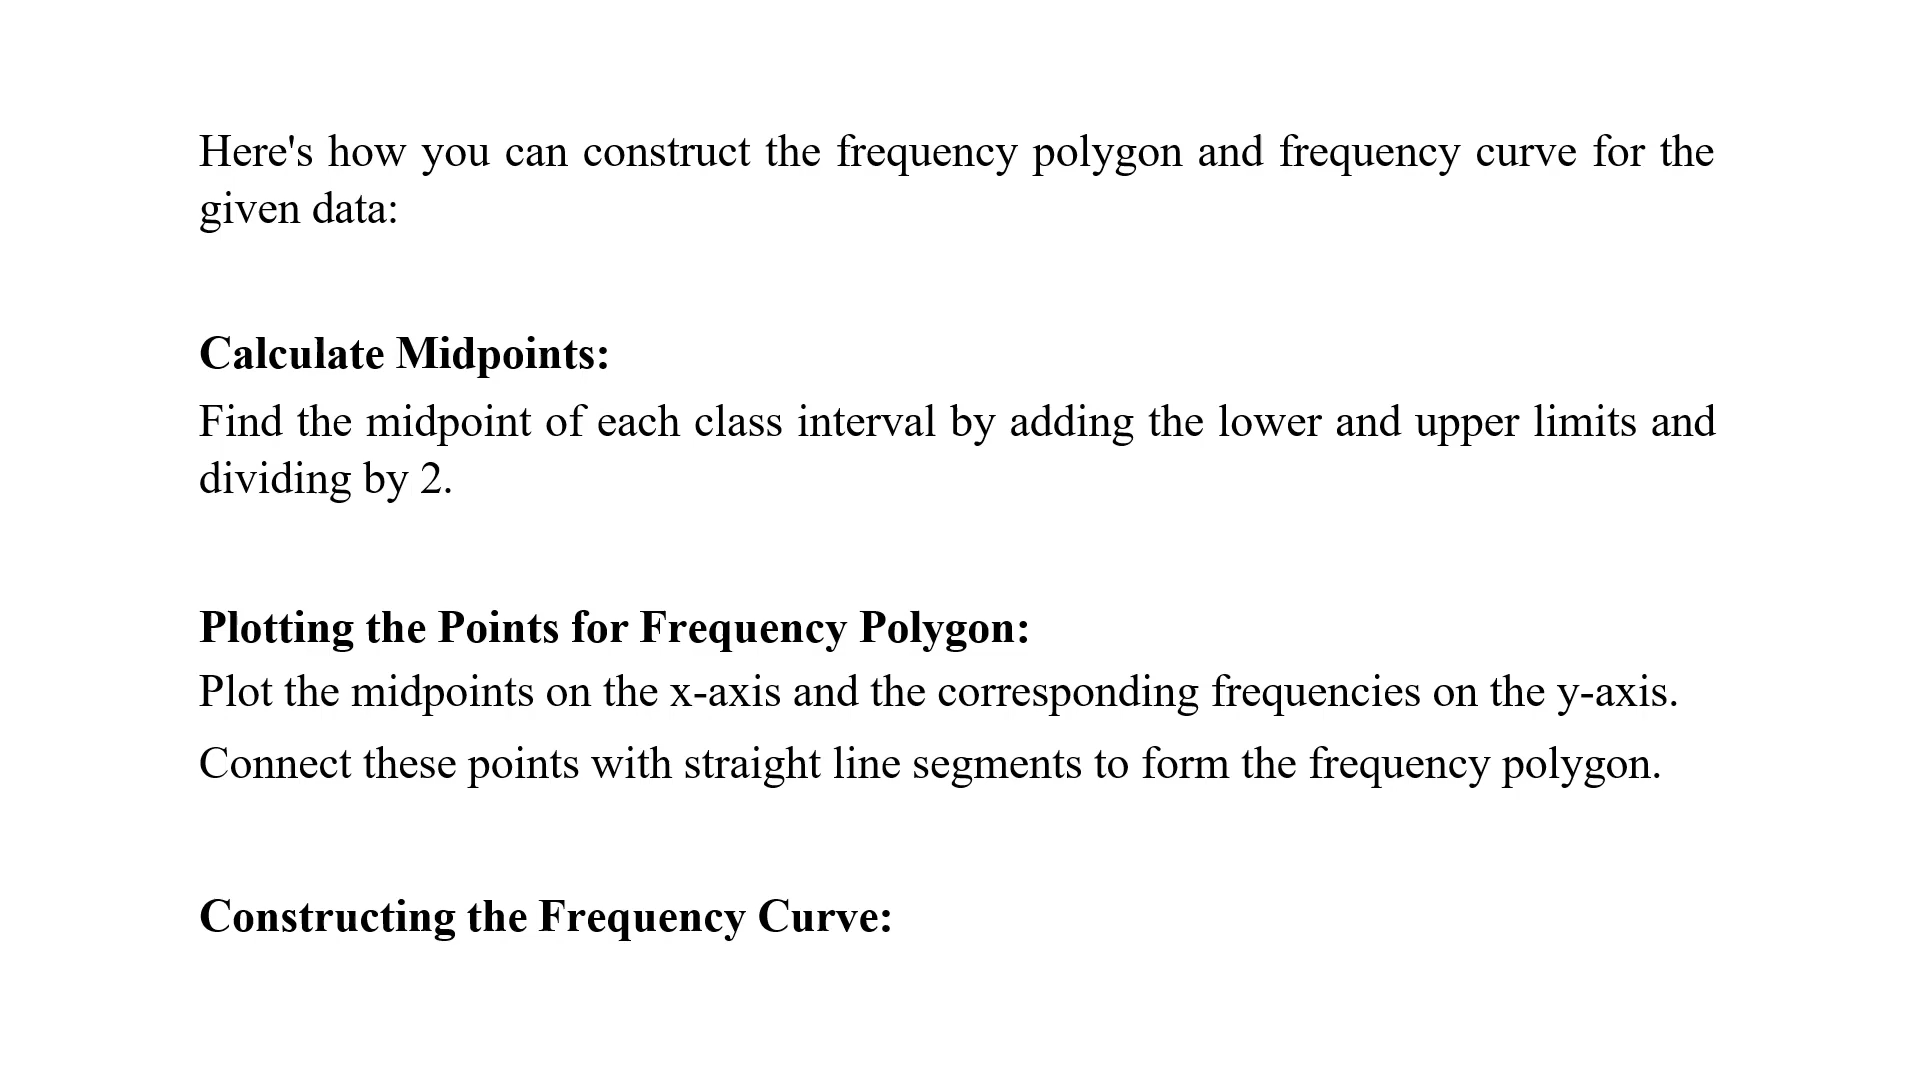 Here's how you can construct the frequency polygon and frequency curve for the
given data:
Calculate Midpoints:
Find the midpoint of each class interval by adding the lower and upper limits and
dividing by 2.
Plotting the Points for Frequency Polygon:
Plot the midpoints on the x-axis and the corresponding frequencies on the y-axis.
Connect these points with straight line segments to form the frequency polygon.
Constructing the Frequency Curve: